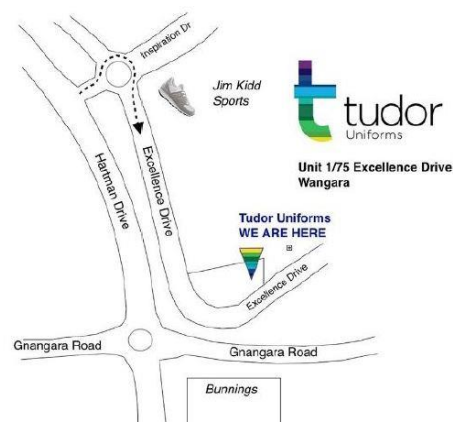 Inspiration Dr
Jim Kidd
Sports
tudor
Uniforms
Unit 1/75 Excellence Drive
Wangara
Excellence Drive
Hartman Drive
Tudor Uniforms
WE ARE HERE
Excellence Drive
Gnangara Road
Gnangara Road
Bunnings